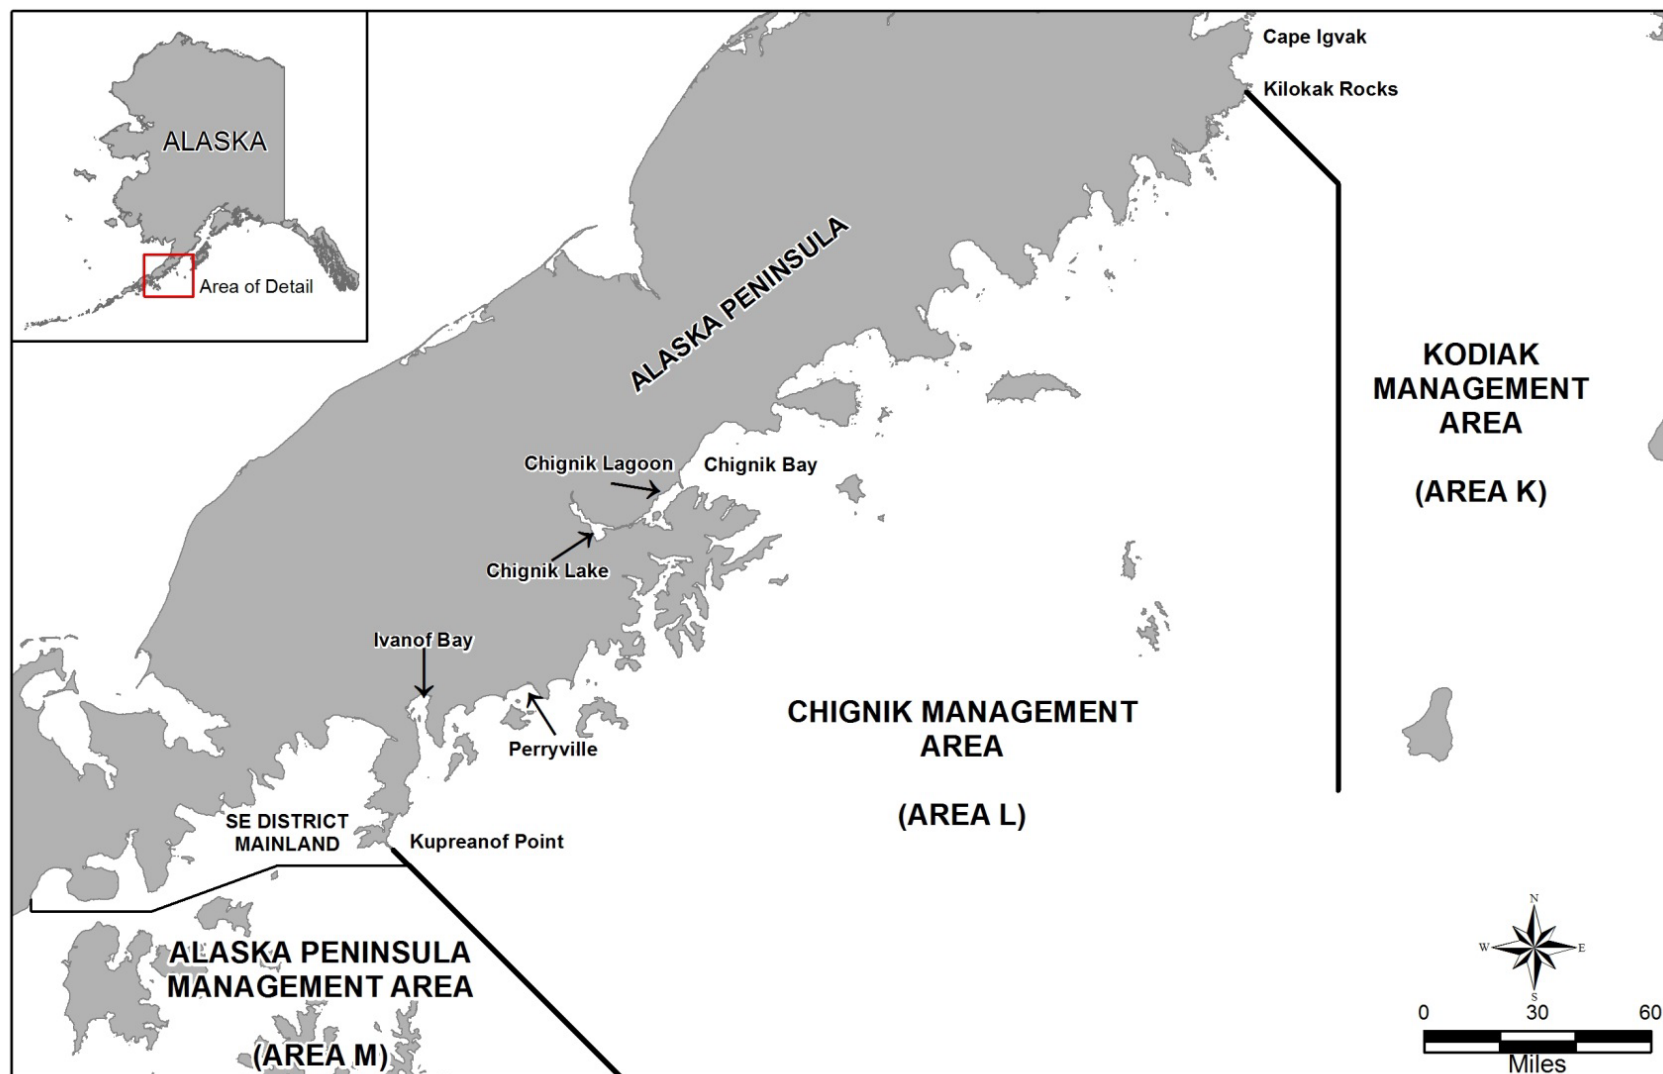 ALASKA
Area of Detail
Cape Igvak
Kilokak Rocks
ALASKA PENINSULA
KODIAK
MANAGEMENT
AREA
(AREA K)
Chignik Lagoon
Chignik Bay
Chignik Lake
Ivanof Bay
Perryville
CHIGNIK MANAGEMENT
AREA
(AREA L)
SE DISTRICT
MAINLAND
Kupreanof Point
ALASKA PENINSULA
MANAGEMENT AREA
(AREA M)
N
W E
S
0 30 60
Miles